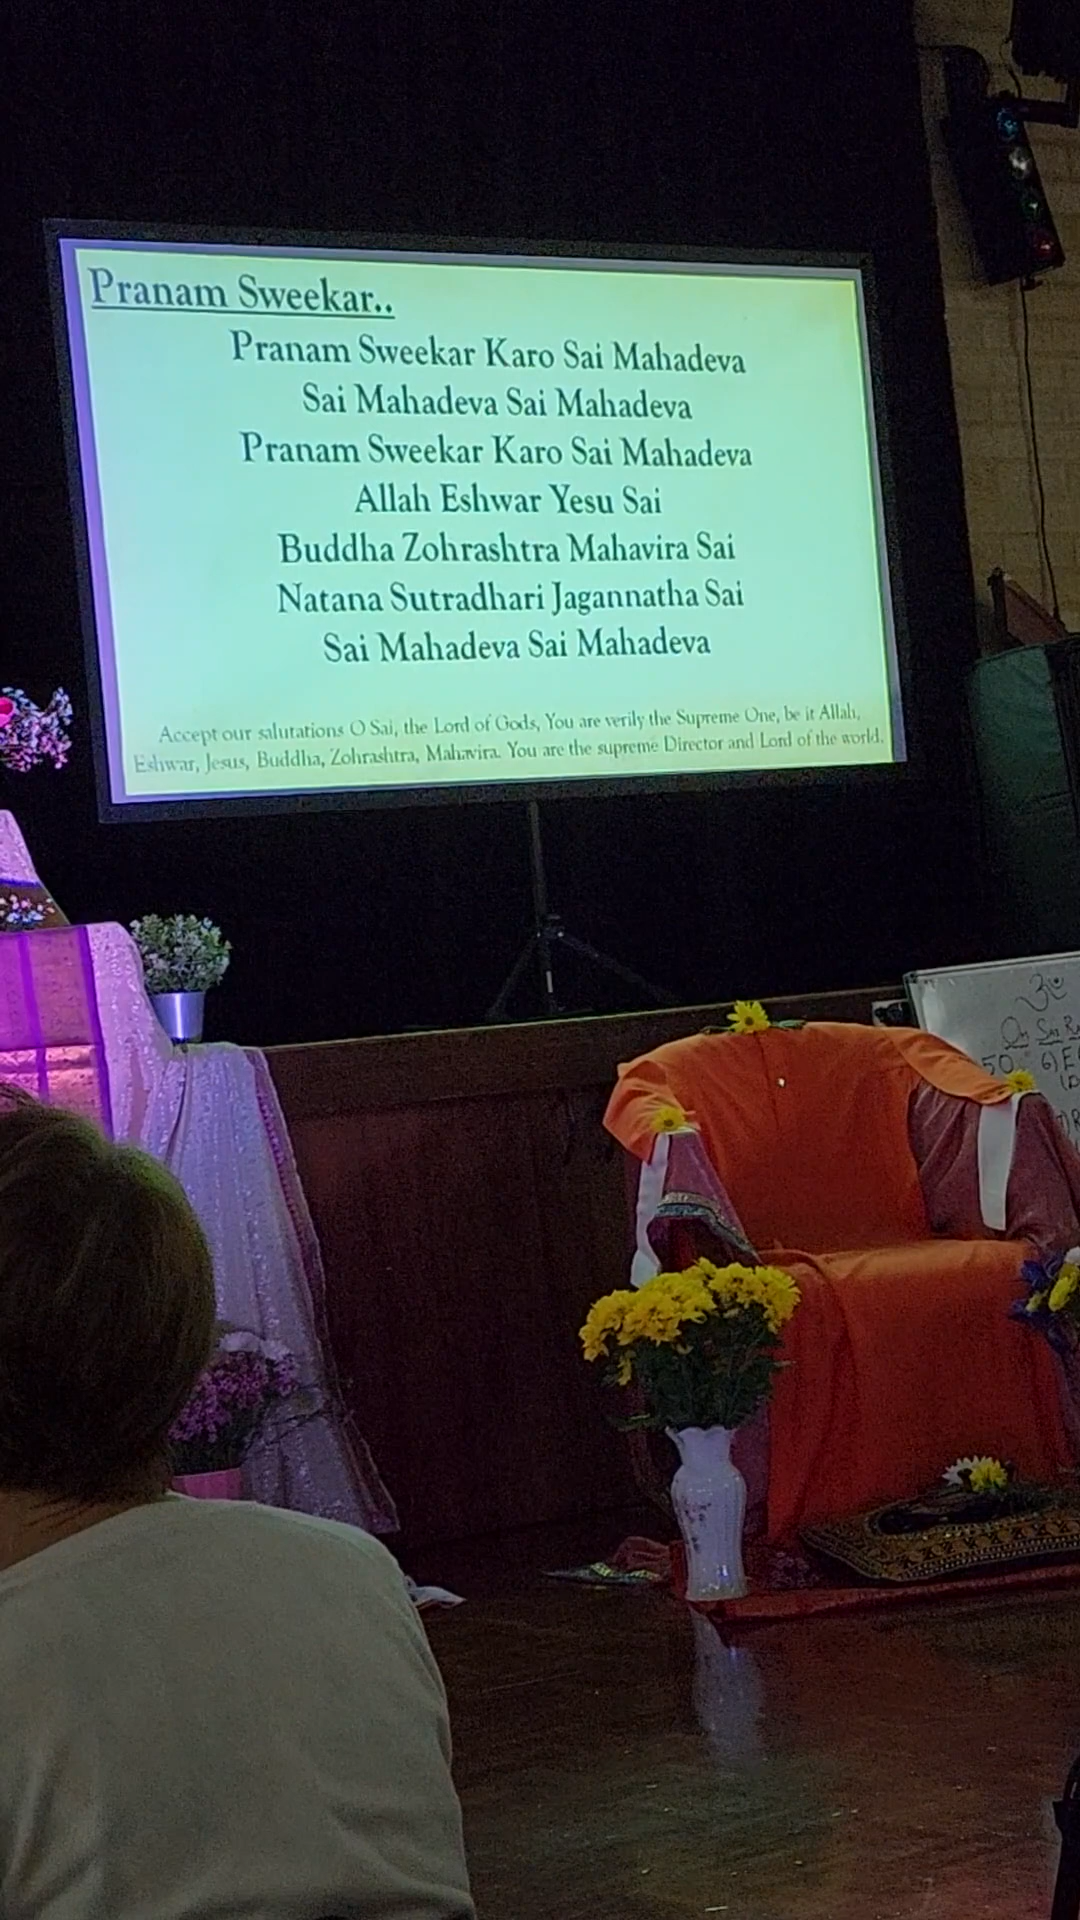 Pranam Sweekar..
Pranam Sweekar Karo Sai Mahadeva
Sai Mahadeva Sai Mahadeva
Pranam Sweekar Karo Sai Mahadeva
Allah Eshwar Yesu Sai
Buddha Zohrashtra Mahavira Sai
Natana Sutradhari Jagannatha Sai
Sai Mahadeva Sai Mahadeva
Accept our salutations O Sai, the Lord of Gods, You are verily the Supreme One, be it Allah,
Eshwar, Jesus, Buddha, Zohrashtra, Mahavira. You are the supreme Director and Lord of the world.
ॐ
Sai
50 6)